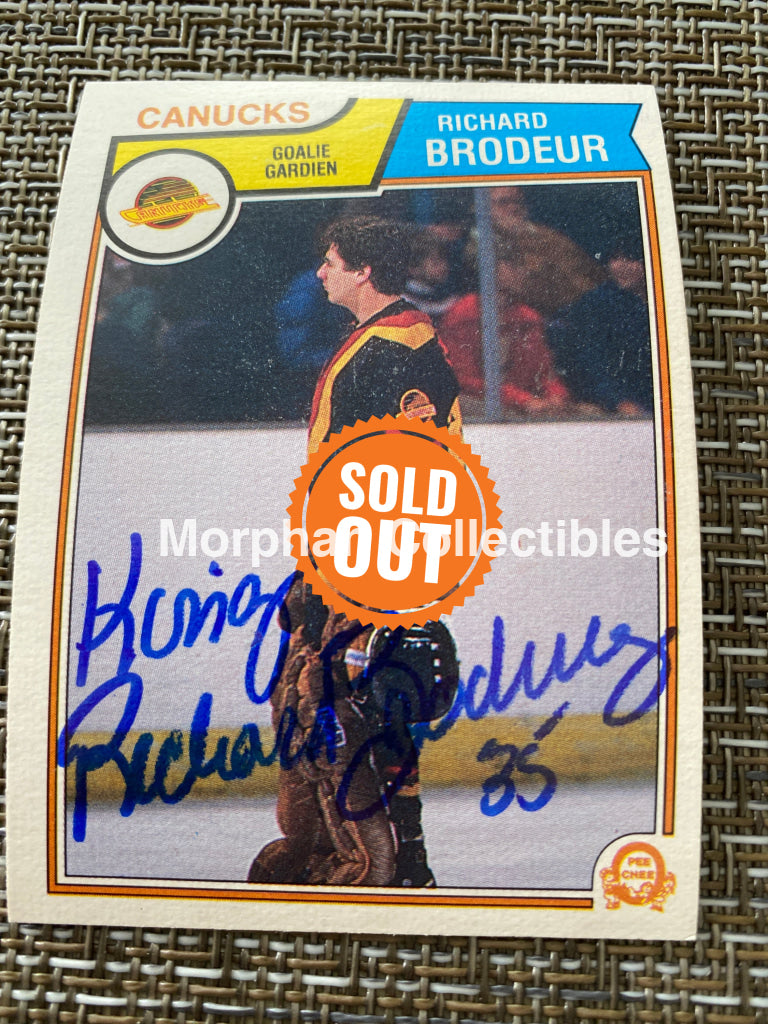 CANUCKS
GOALIE
GARDIEN
RICHARD
BRODEUR
SOLD
OUT
Morphan Collectibles
King
Richard Brodeur
35
PEE
CHEE